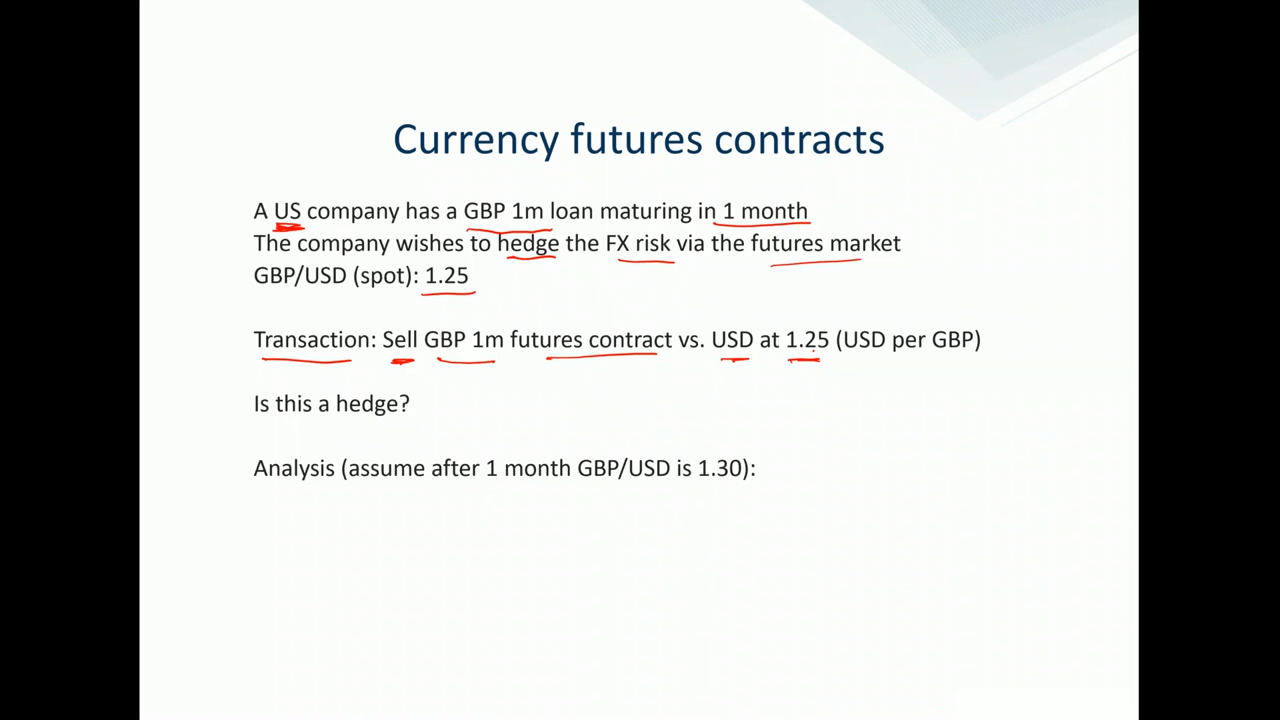 Currency futures contracts
A US company has a GBP 1m loan maturing in 1 month
The company wishes to hedge the FX risk via the futures market
GBP/USD (spot): 1.25
Transaction: Sell GBP 1m futures contract vs. USD at 1.25 (USD per GBP)
Is this a hedge?
Analysis (assume after 1 month GBP/USD is 1.30):